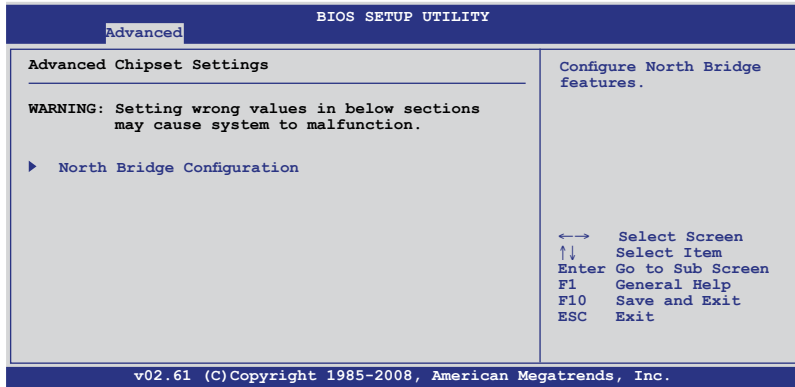 BIOS SETUP UTILITY
Advanced
Advanced Chipset Settings
WARNING: Setting wrong values in below sections
may cause system to malfunction.
North Bridge Configuration
Configure North Bridge
features.
←→ Select Screen
↑↓ Select Item
Enter Go to Sub Screen
F1 General Help
F10 Save and Exit
ESC Exit
v02.61 (C)Copyright 1985-2008, American Megatrends, Inc.